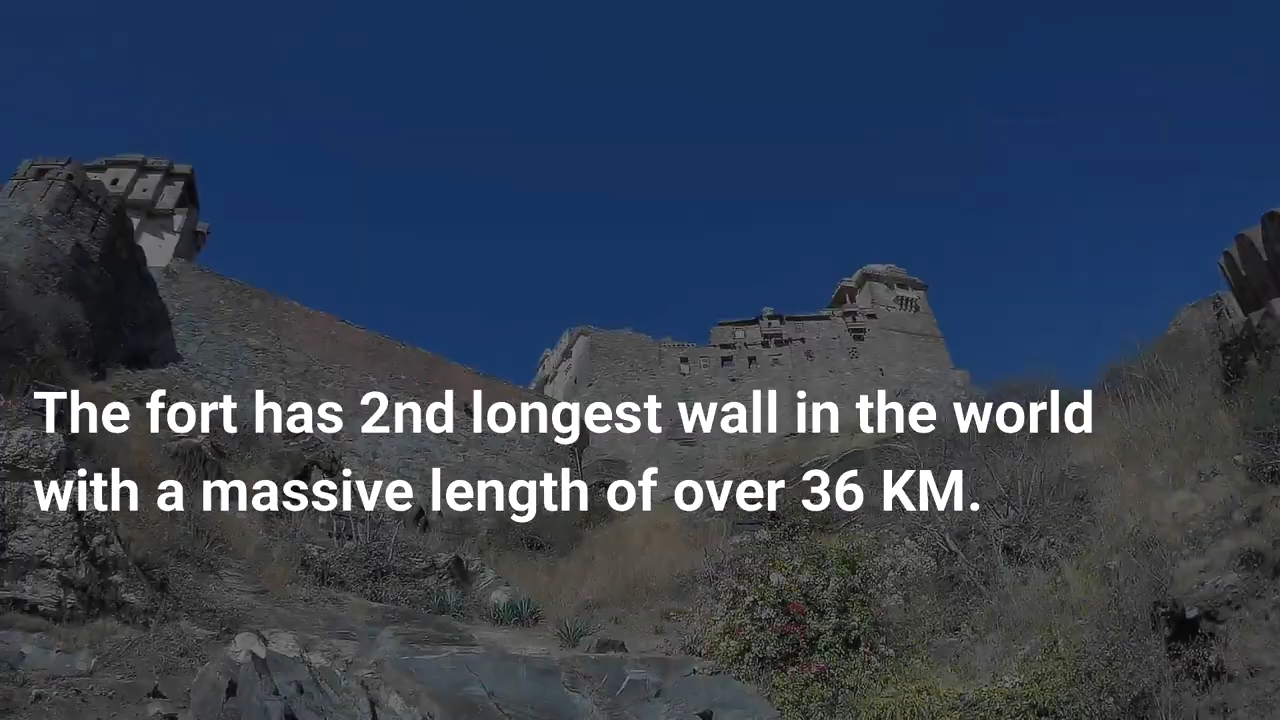 The fort has 2nd longest wall in the world
with a massive length of over 36 KM.